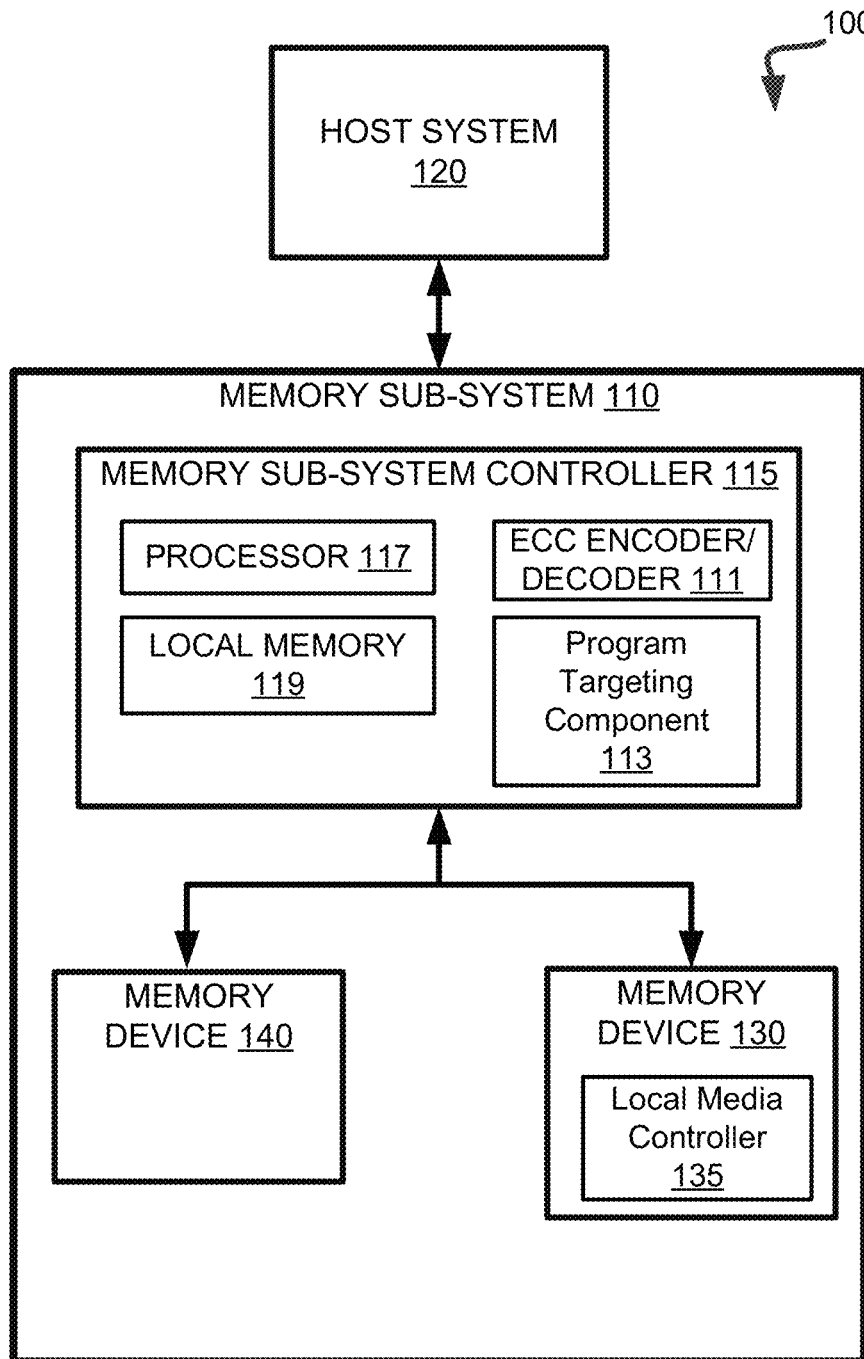 100
HOST SYSTEM
120
MEMORY SUB-SYSTEM 110
MEMORY SUB-SYSTEM CONTROLLER 115
PROCESSOR 117
ECC ENCODER/
DECODER 111
LOCAL MEMORY
119
Program
Targeting
Component
113
MEMORY
DEVICE 140
MEMORY
DEVICE 130
Local Media
Controller
135